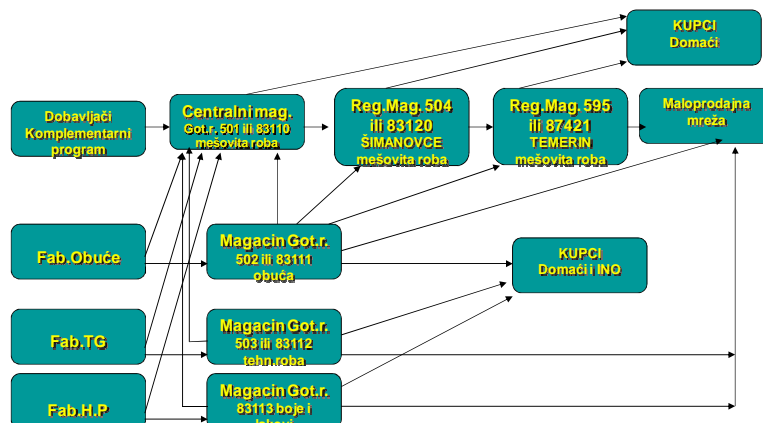 KUPCI
Domaći
Dobavljači
Komplementarni
program
Centralni mag.
Got.r. 501 ili 83110
mešovita roba
Reg.Mag. 504
ili 83120
ŠIMANOVCE
mešovita roba
Reg.Mag. 595
ili 87421
TEMERIN
mešovita roba
Maloprodajna
mreža
Fab.Obuće
Magacin Got.r.
502 ili 83111
obuća
KUPCI
Domaći i INO
Fab.TG
Magacin Got.r.
503 ili 83112
tehn.roba
Fab.H.P
Magacin Got.r.
83113 boje i
lakovi